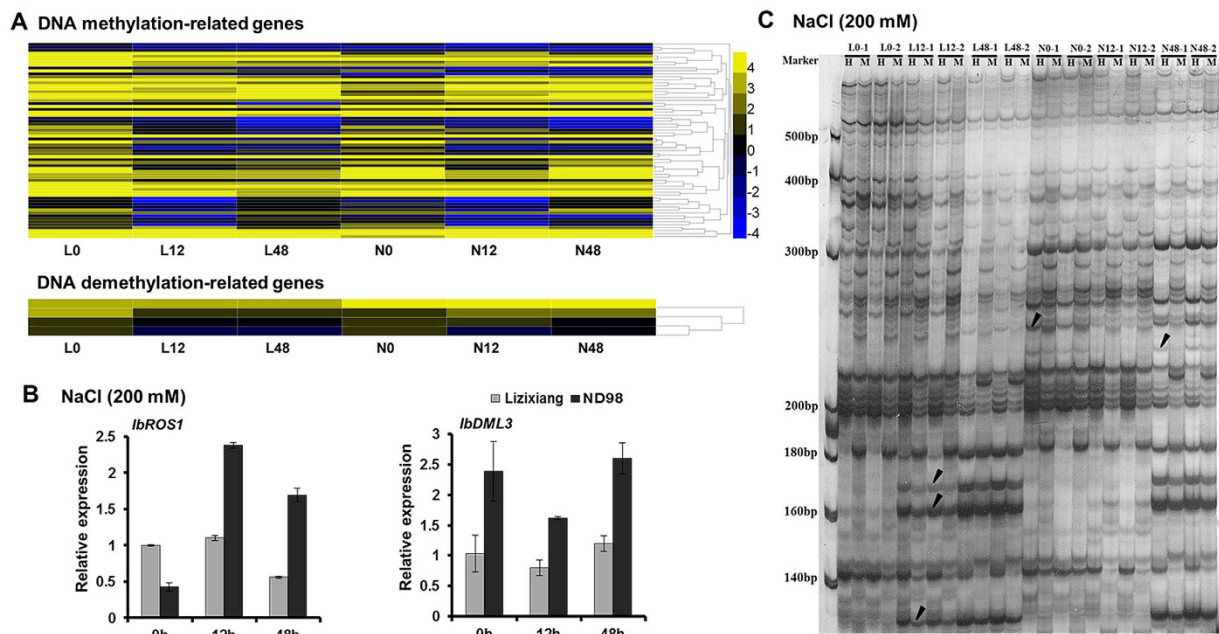 A DNA methylation-related genes
4
3
2
1
0
-1
-2
-3
-4
L0 L12 L48 N0 N12 N48
DNA demethylation-related genes
L0 L12 L48 N0 N12 N48
B NaCl (200 mM)
Lizixiang ND98
IbROS1
Relative expression
2.5
2
1.5
1
0.5
0
0h 12h 48h
IbDML3
Relative expression
3
2.5
2
1.5
1
0.5
0
0h 12h 48h
C NaCl (200 mM)
L0-1 L0-2 L12-1 L12-2 L48-1 L48-2 N0-1 N0-2 N12-1 N12-2 N48-1 N48-2
Marker H M H M H M H M H M H M H M H M H M H M H M H M
500bp
400bp
300bp
200bp
180bp
160bp
140bp